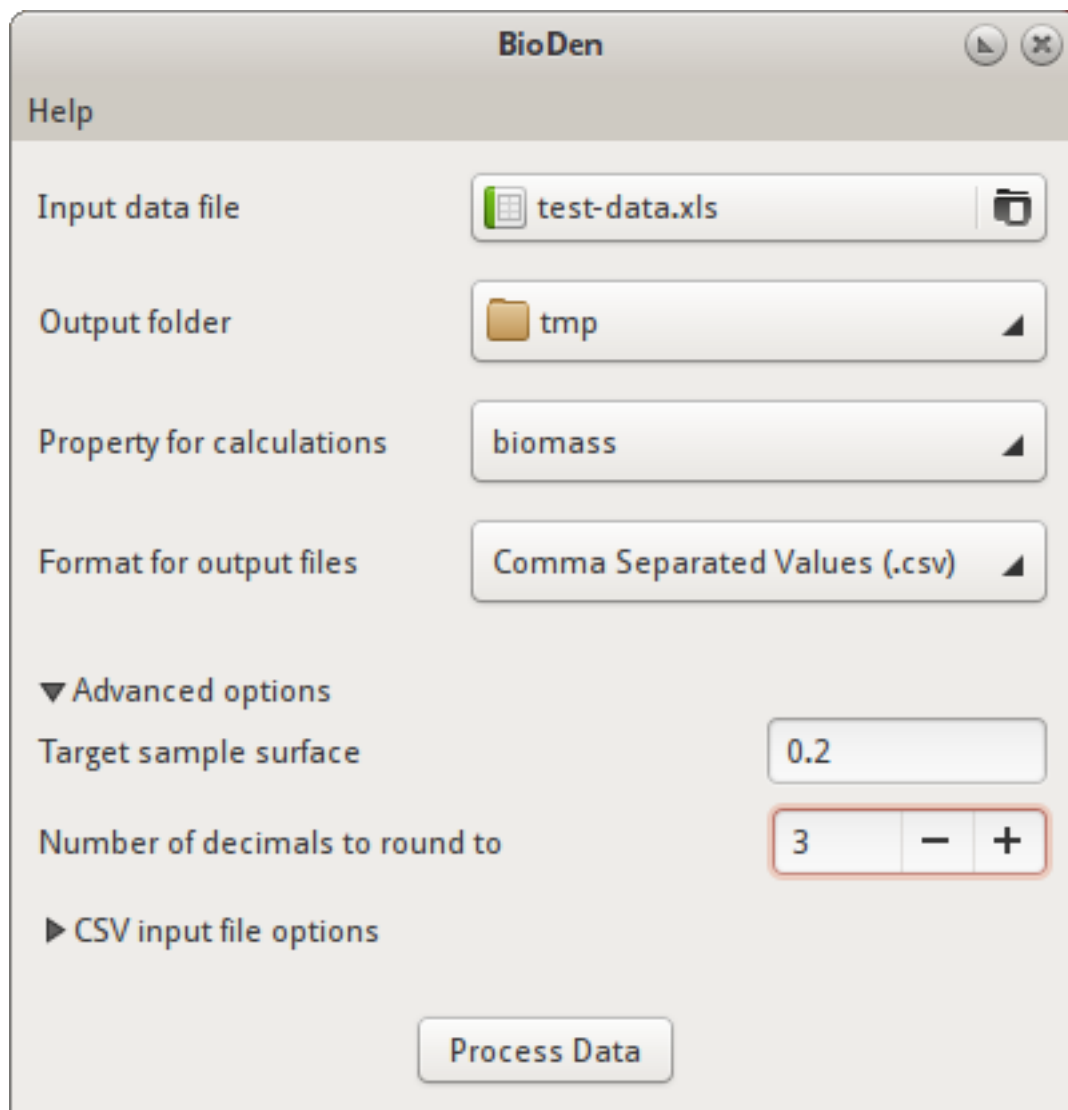 BioDen
Help
Input data file test-data.xls
Output folder tmp
Property for calculations biomass
Format for output files Comma Separated Values (.csv)
Advanced options
Target sample surface 0.2
Number of decimals to round to 3 − +
CSV input file options
Process Data